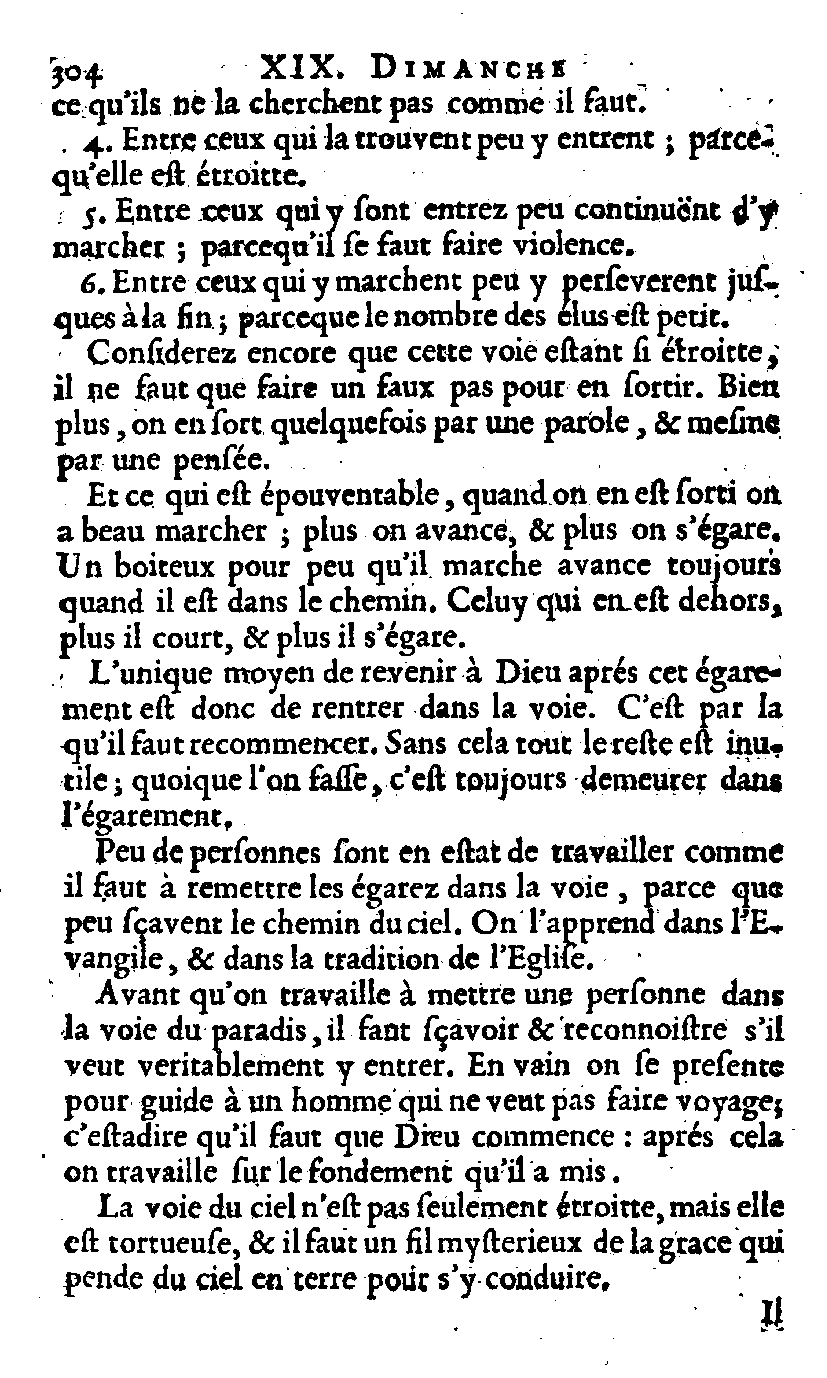 304 XIX. DIMANCHE
ce qu'ils ne la cherchent pas comme il faut.
4. Entre ceux qui la trouvent peu y entrent ; parce-
qu'elle eſt étroitte.
5. Entre ceux qui y ſont entrez peu continuënt d'y
marcher ; parcequ'il ſe faut faire violence.
6. Entre ceux qui y marchent peu y perſeverent juſ-
ques à la fin ; parceque le nombre des élus eſt petit.
Conſiderez encore que cette voie eſtant ſi étroitte,
il ne faut que faire un faux pas pour en ſortir. Bien
plus, on en ſort quelquefois par une parole, & meſme
par une penſée.
Et ce qui eſt épouventable, quand on en eſt ſorti on
a beau marcher ; plus on avance, & plus on s'égare.
Un boiteux pour peu qu'il marche avance toujours
quand il eſt dans le chemin. Celuy qui en eſt dehors,
plus il court, & plus il s'égare.
L'unique moyen de revenir à Dieu aprés cet égare-
ment eſt donc de rentrer dans la voie. C'eſt par la
qu'il faut recommencer. Sans cela tout le reſte eſt inu-
tile ; quoique l'on faſſe, c'eſt toujours demeurer dans
l'égarement.
Peu de perſonnes ſont en eſtat de travailler comme
il faut à remettre les égarez dans la voie, parce que
peu ſçavent le chemin du ciel. On l'apprend dans l'E-
vangile, & dans la tradition de l'Egliſe.
Avant qu'on travaille à mettre une perſonne dans
la voie du paradis, il faut ſçavoir & reconnoiſtre s'il
veut veritablement y entrer. En vain on ſe preſente
pour guide à un homme qui ne veut pas faire voyage;
c'eſtadire qu'il faut que Dieu commence : aprés cela
on travaille ſur le fondement qu'il a mis.
La voie du ciel n'eſt pas ſeulement étroitte, mais elle
eſt tortueuſe, & il faut un fil myſterieux de la grace qui
pende du ciel en terre pour s'y conduire.
Il